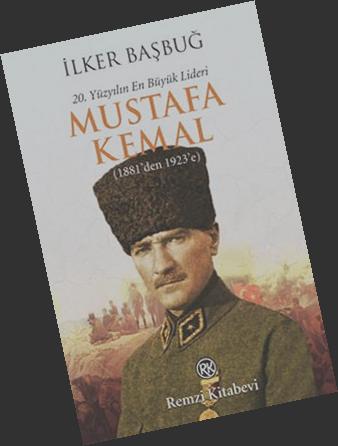 İLKER BAŞBUĞ
20. Yüzyılın En Büyük Lideri
MUSTAFA
KEMAL
(1881'den 1923'e)
RK
Remzi Kitabevi